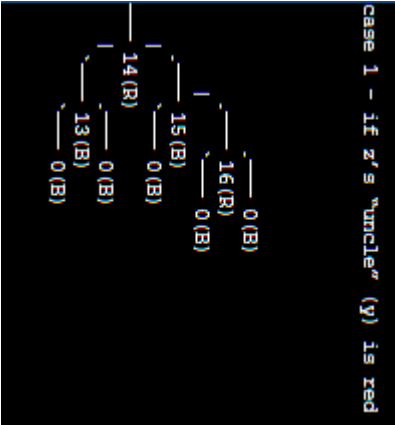 case 1 - if z's “uncle” (y) is red
0(B)
16(R)
0(B)
15(B)
0(B)
14(R)
0(B)
13(B)
0(B)